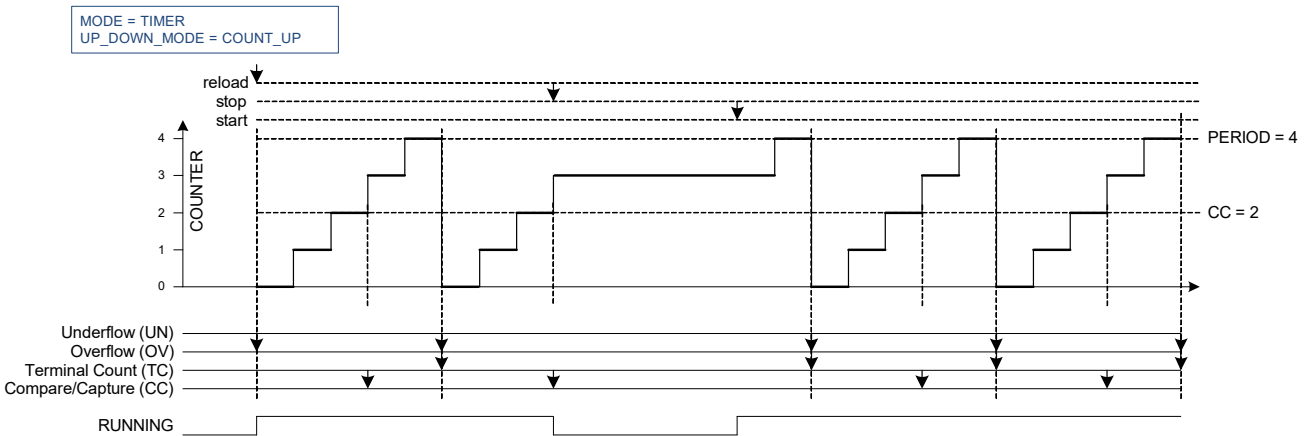 MODE = TIMER
UP_DOWN_MODE = COUNT_UP
reload
stop
start
4
PERIOD = 4
3
COUNTER
2
CC = 2
1
0
Underflow (UN)
Overflow (OV)
Terminal Count (TC)
Compare/Capture (CC)
RUNNING